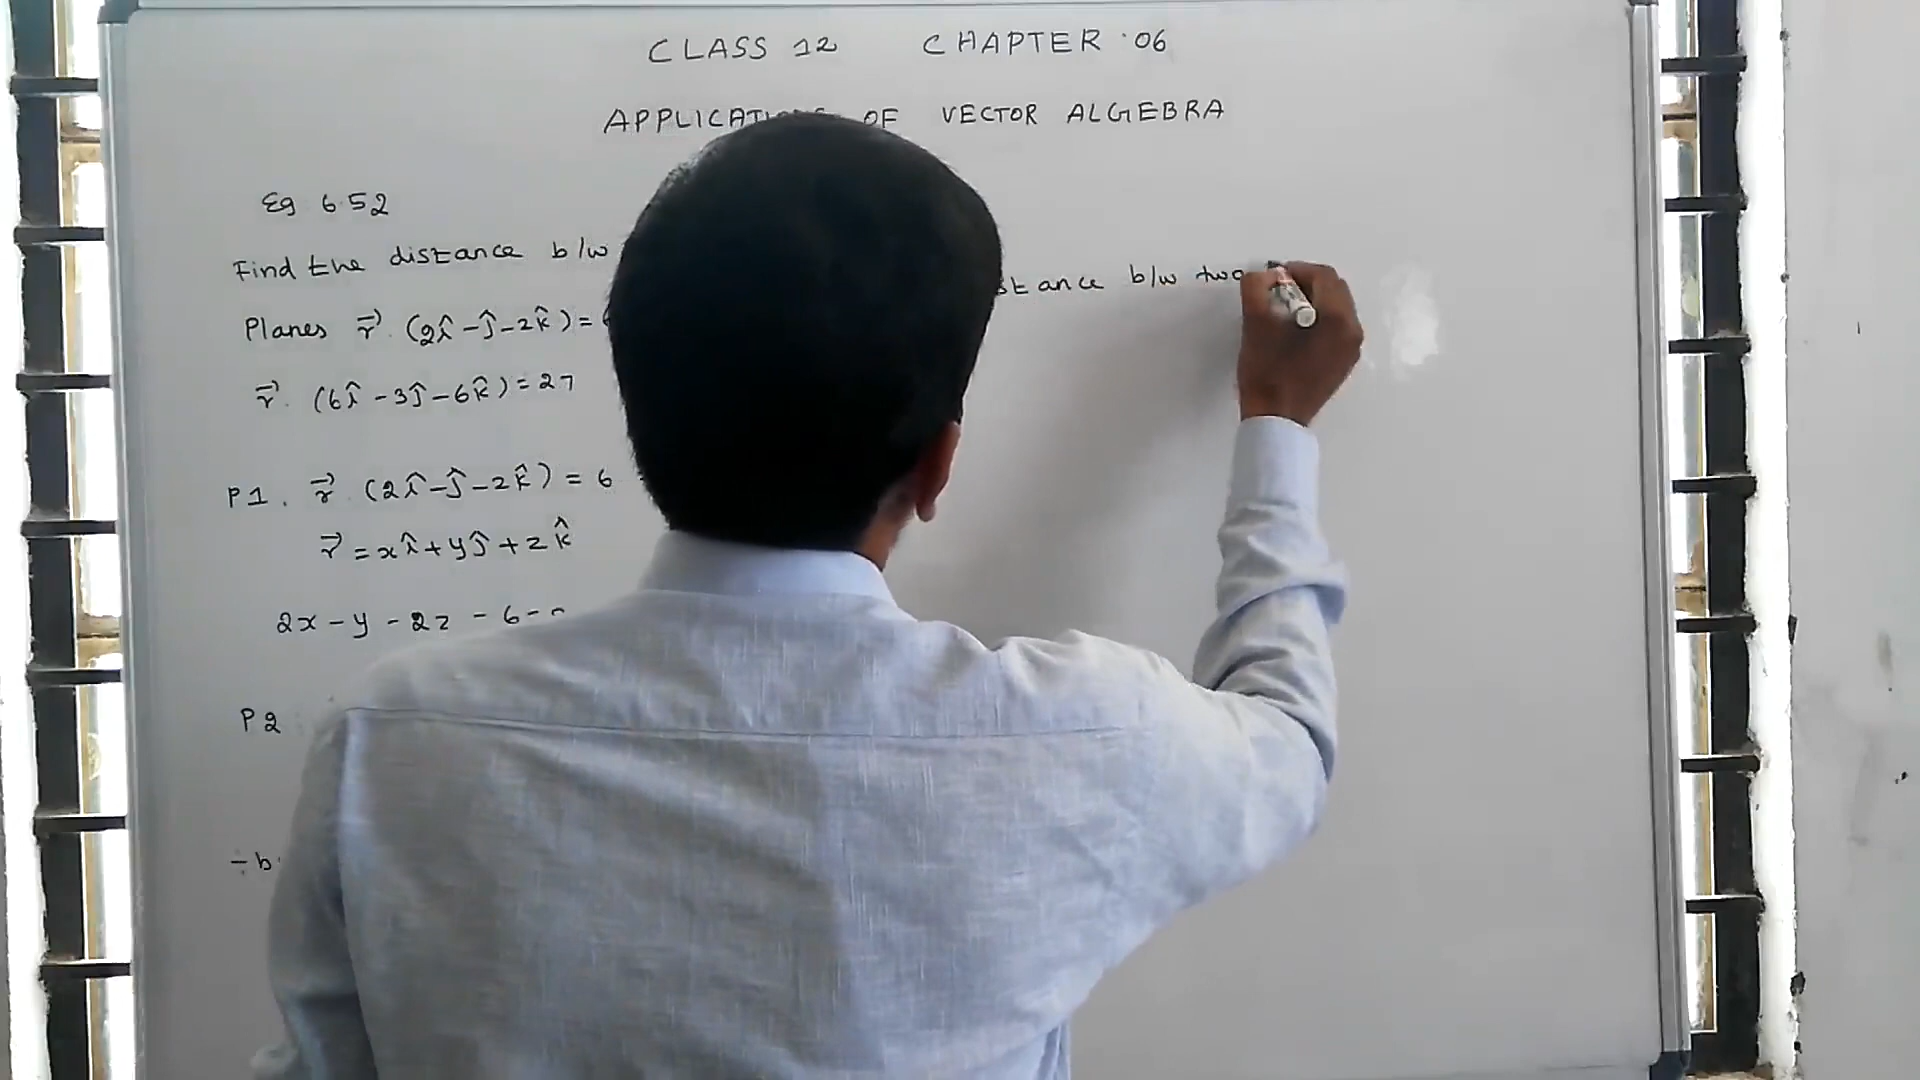 CLASS 12 CHAPTER 06
APPLICATIONS OF VECTOR ALGEBRA
Eg 6.52
Find the distance b/w
Planes r⃗. (2î-ĵ-2k̂) = 6
r⃗. (6î-3ĵ-6k̂) = 27
P1. r⃗. (2î-ĵ-2k̂) = 6
r⃗ = xî+yĵ+zk̂
2x-y-2z-6=0
P2
b/w two